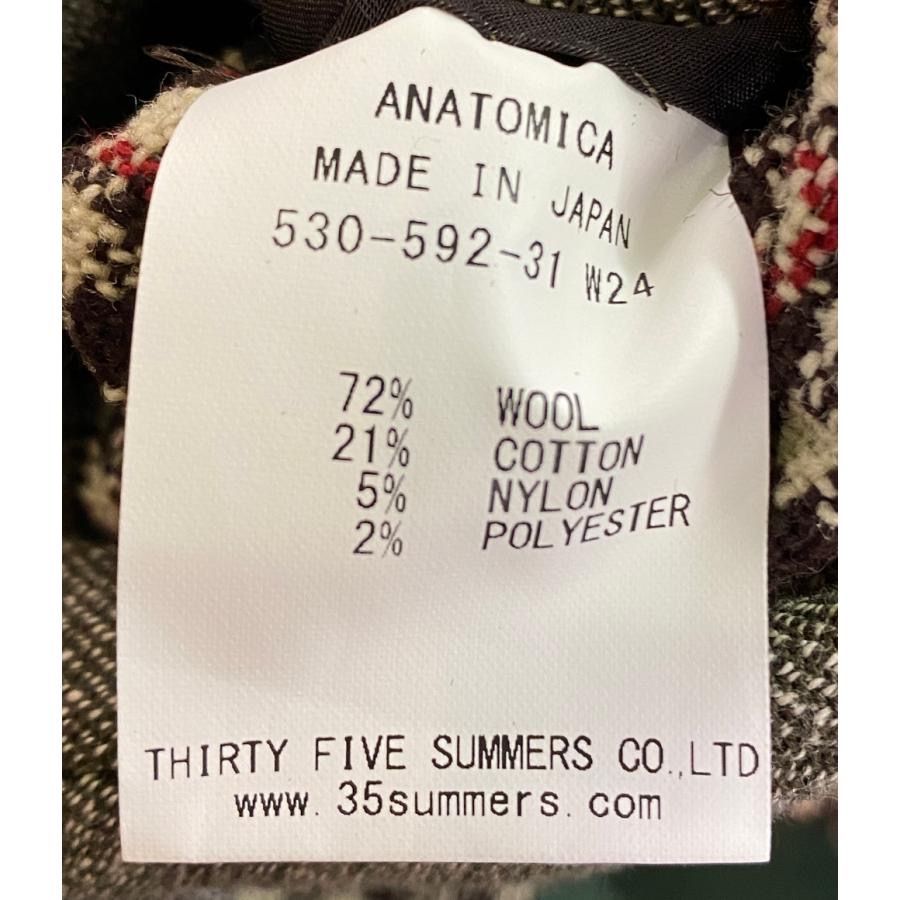 ANATOMICA
MADE IN JAPAN
530-592-31 W24
72% WOOL
21% COTTON
5% NYLON
2% POLYESTER
THIRTY FIVE SUMMERS CO.,LTD
www.35summers.com